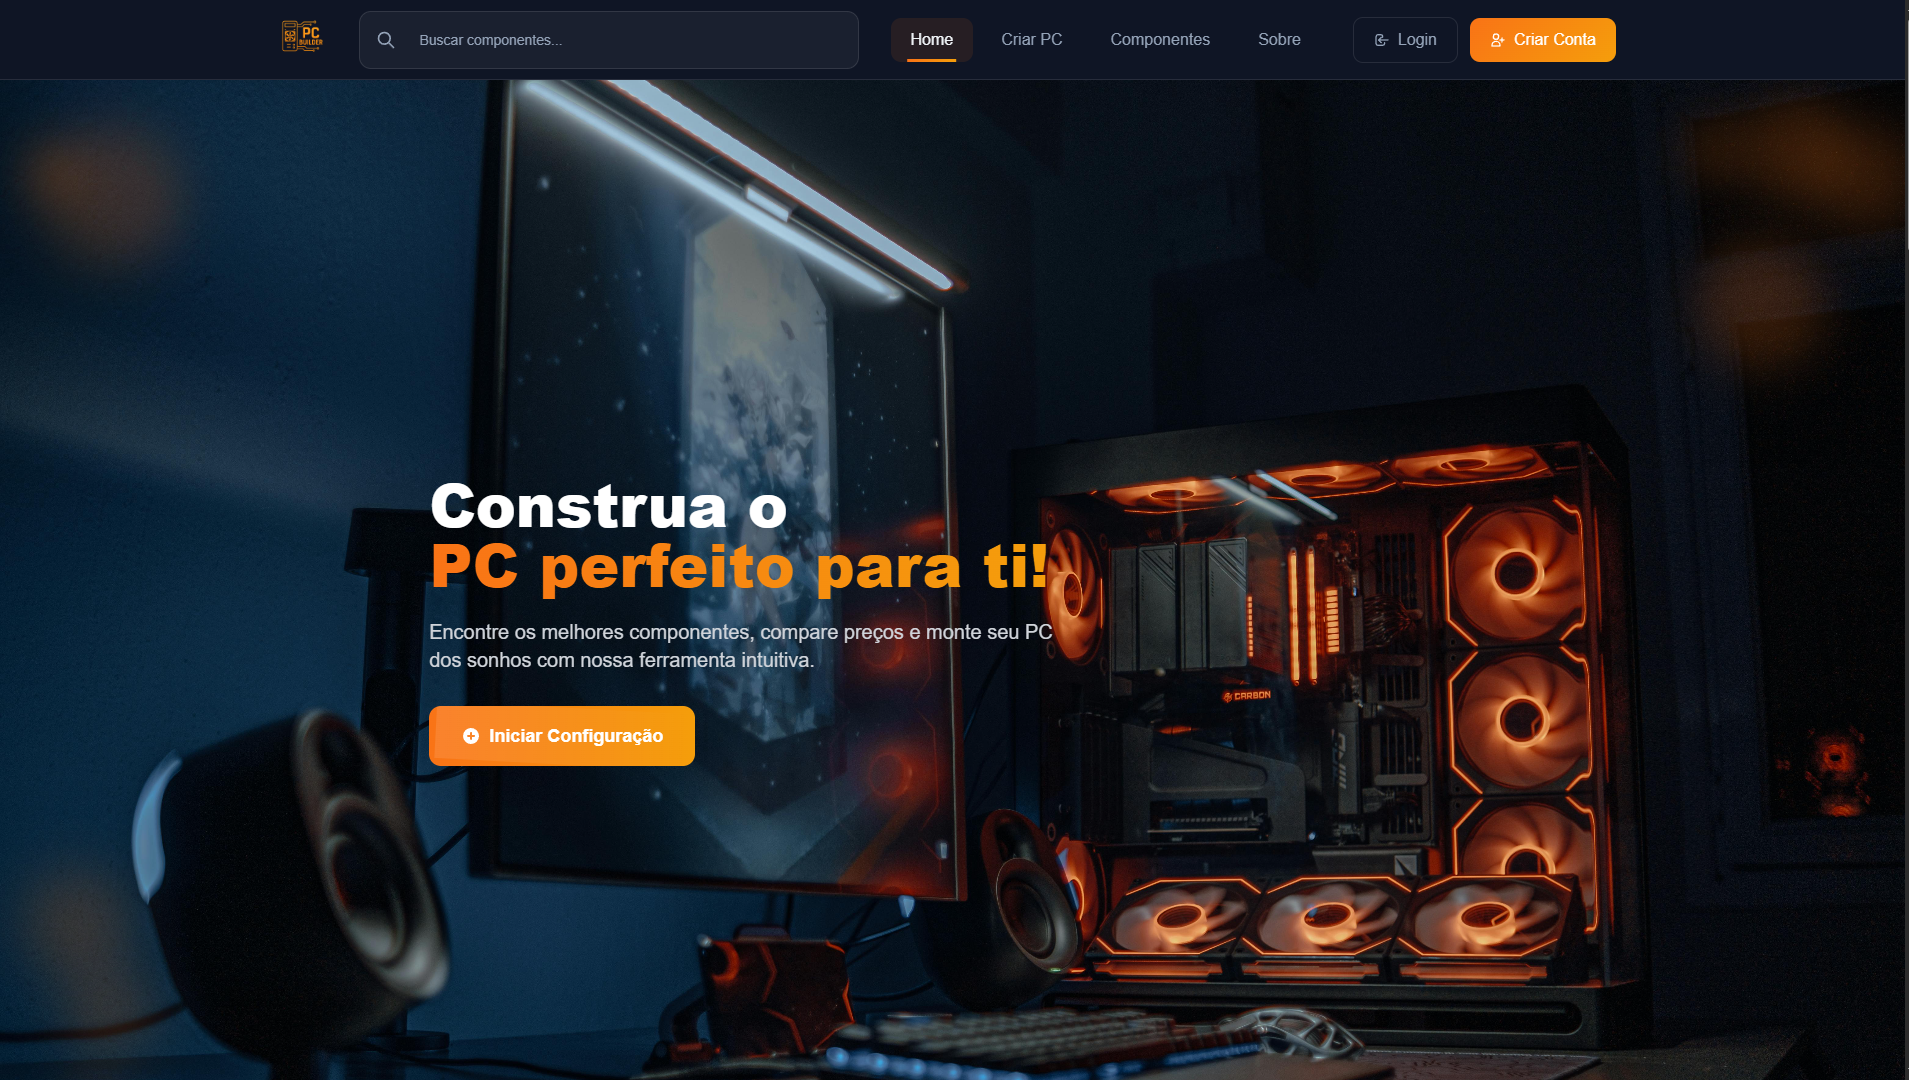 PC
BUILDER
Buscar componentes...
Home
Criar PC
Componentes
Sobre
Login
Criar Conta
Construa o
PC perfeito para ti!
Encontre os melhores componentes, compare preços e monte seu PC
dos sonhos com nossa ferramenta intuitiva.
Iniciar Configuração
CARBON